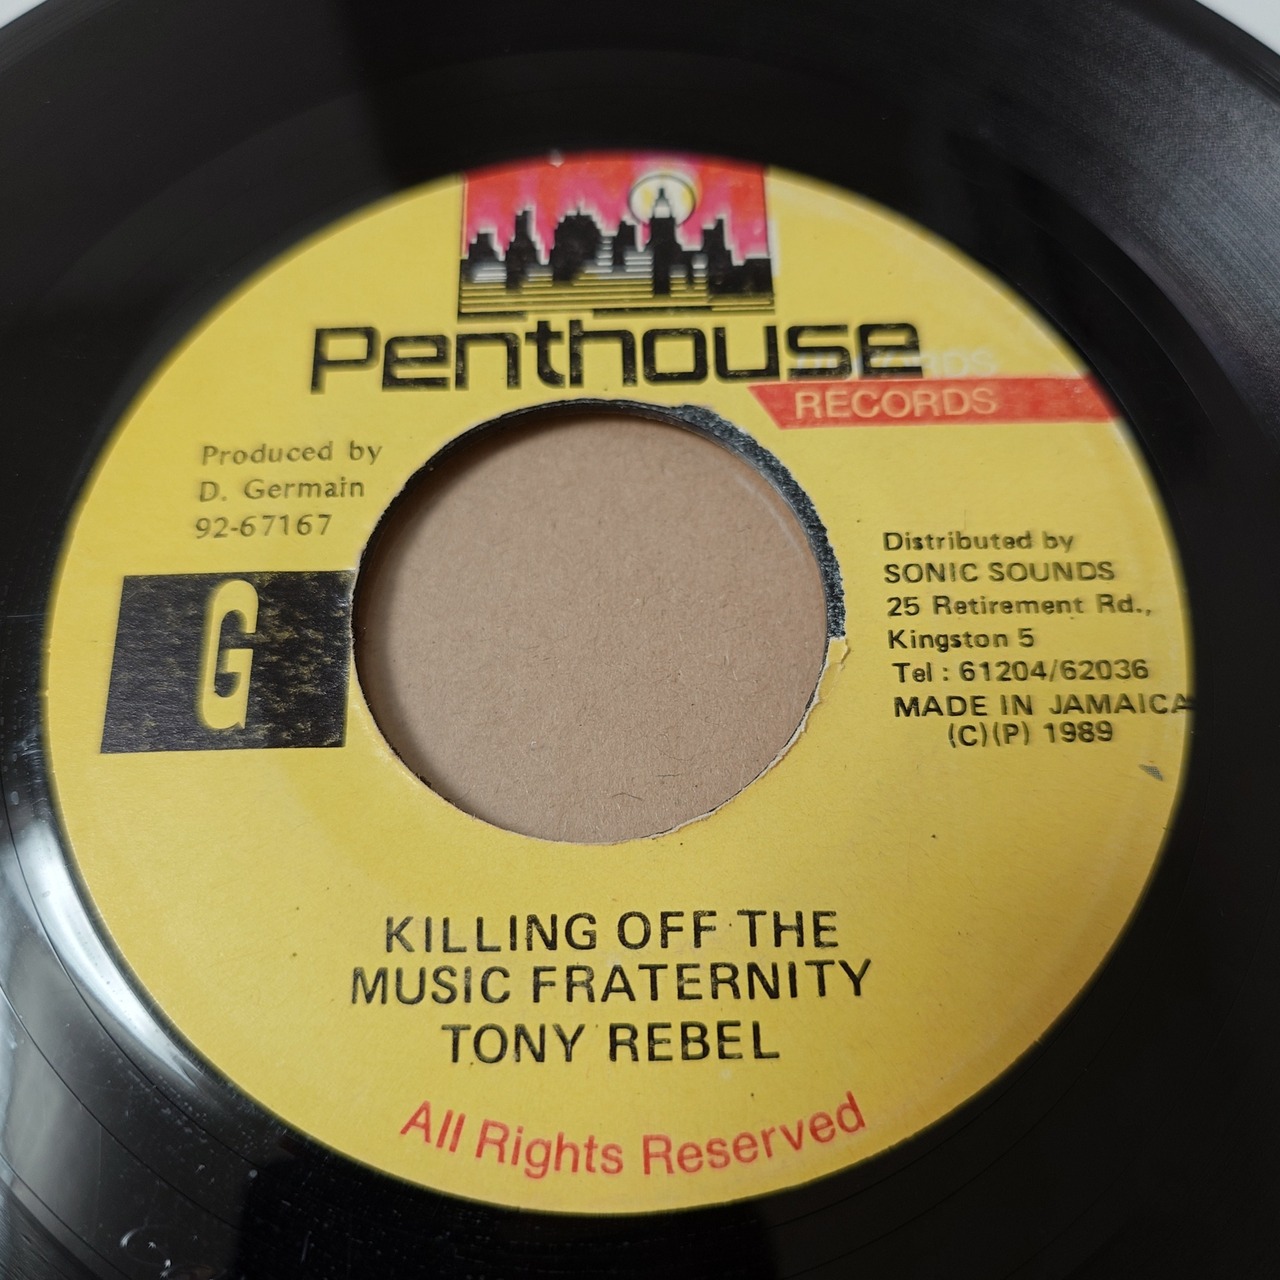 Penthouse
RECORDS
Produced by
D. Germain
92-67167
G
Distributed by
SONIC SOUNDS
25 Retirement Rd.,
Kingston 5
Tel : 61204/62036
MADE IN JAMAICA
(C)(P) 1989
KILLING OFF THE
MUSIC FRATERNITY
TONY REBEL
All Rights Reserved